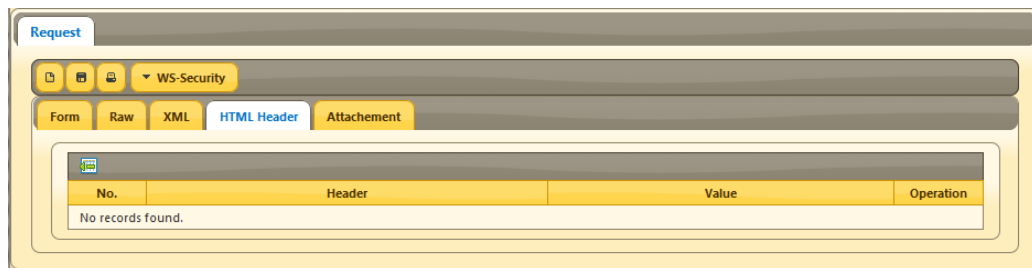 Request
WS-Security
Form Raw XML HTML Header Attachement
No. Header Value Operation
No records found.